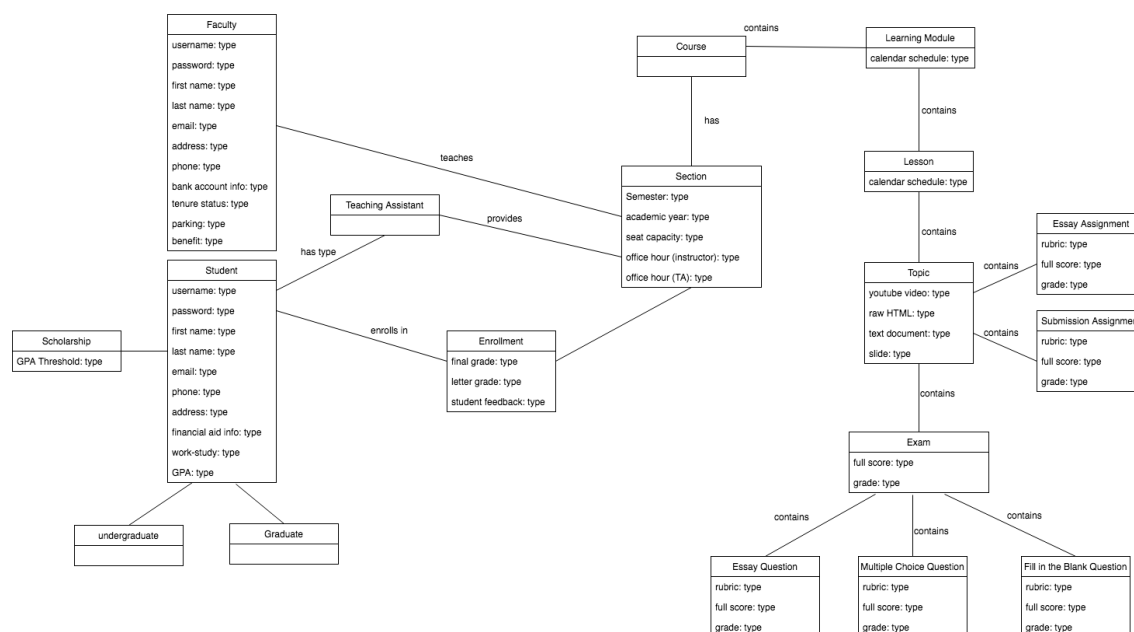 Faculty
username: type
password: type
first name: type
last name: type
email: type
address: type
phone: type
bank account info: type
tenure status: type
parking: type
benefit: type
contains
Course
Learning Module
calendar schedule: type
contains
has
teaches
Lesson
calendar schedule: type
contains
Section
Semester: type
academic year: type
seat capacity: type
office hour (instructor): type
office hour (TA): type
Teaching Assistant
provides
has type
Student
username: type
password: type
first name: type
last name: type
email: type
phone: type
address: type
financial aid info: type
work-study: type
GPA: type
Scholarship
GPA Threshold: type
enrolls in
Enrollment
final grade: type
letter grade: type
student feedback: type
Topic
youtube video: type
raw HTML: type
text document: type
slide: type
contains
Essay Assignment
rubric: type
full score: type
grade: type
contains
Submission Assignment
rubric: type
full score: type
grade: type
contains
Exam
full score: type
grade: type
undergraduate
Graduate
contains
contains
contains
Essay Question
rubric: type
full score: type
grade: type
Multiple Choice Question
rubric: type
full score: type
grade: type
Fill in the Blank Question
rubric: type
full score: type
grade: type